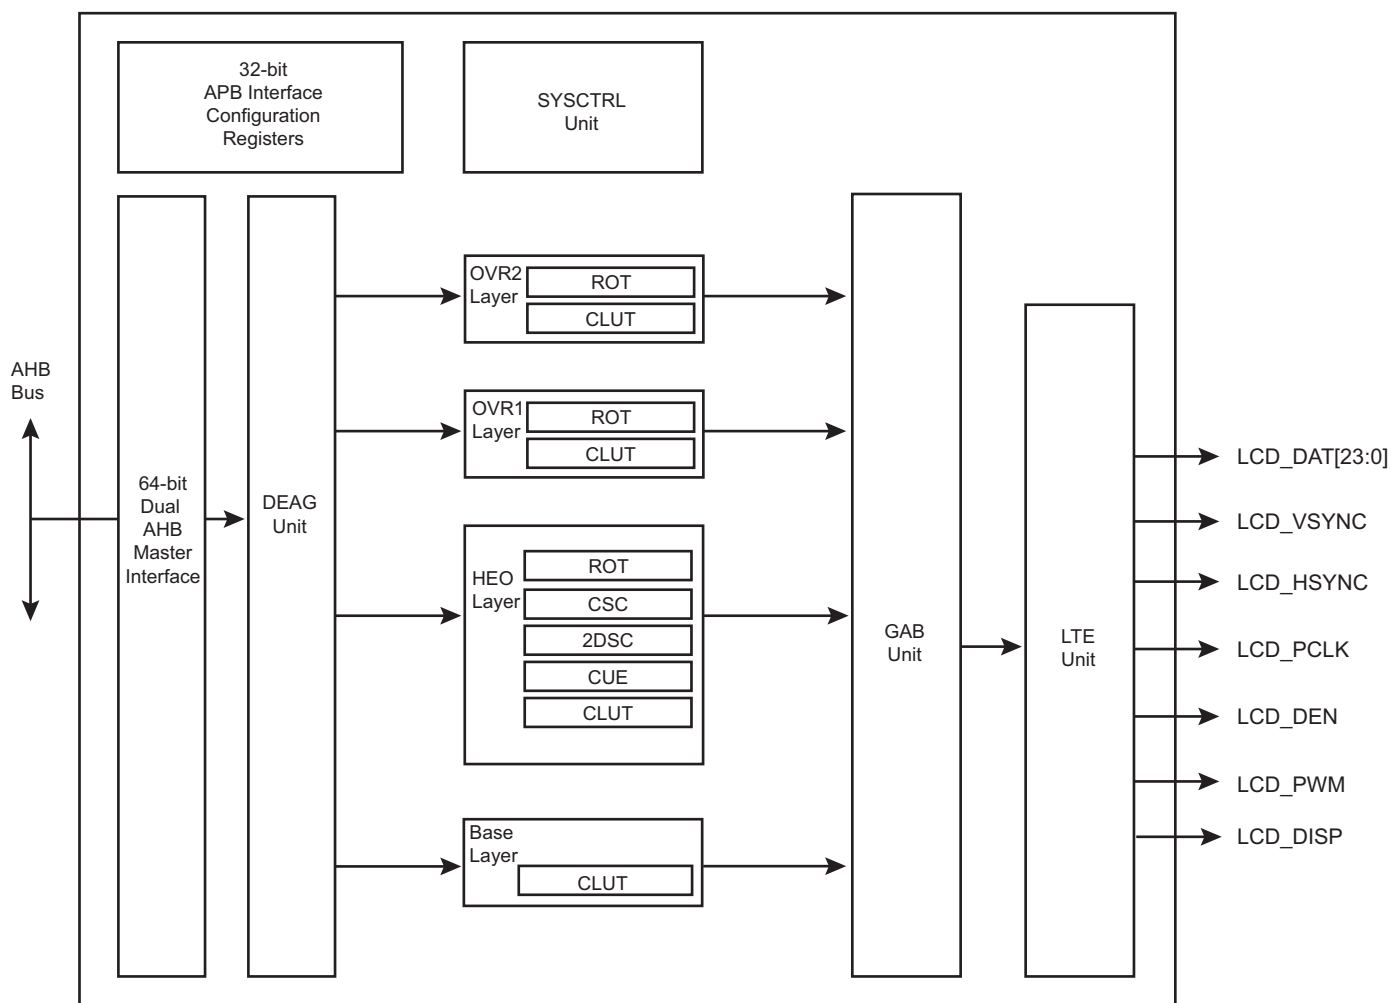 32-bit
APB Interface
Configuration
Registers
SYSCTRL
Unit
AHB
Bus
64-bit
Dual
AHB
Master
Interface
DEAG
Unit
OVR2
Layer
ROT
CLUT
OVR1
Layer
ROT
CLUT
HEO
Layer
ROT
CSC
2DSC
CUE
CLUT
Base
Layer
CLUT
GAB
Unit
LTE
Unit
LCD_DAT[23:0]
LCD_VSYNC
LCD_HSYNC
LCD_PCLK
LCD_DEN
LCD_PWM
LCD_DISP